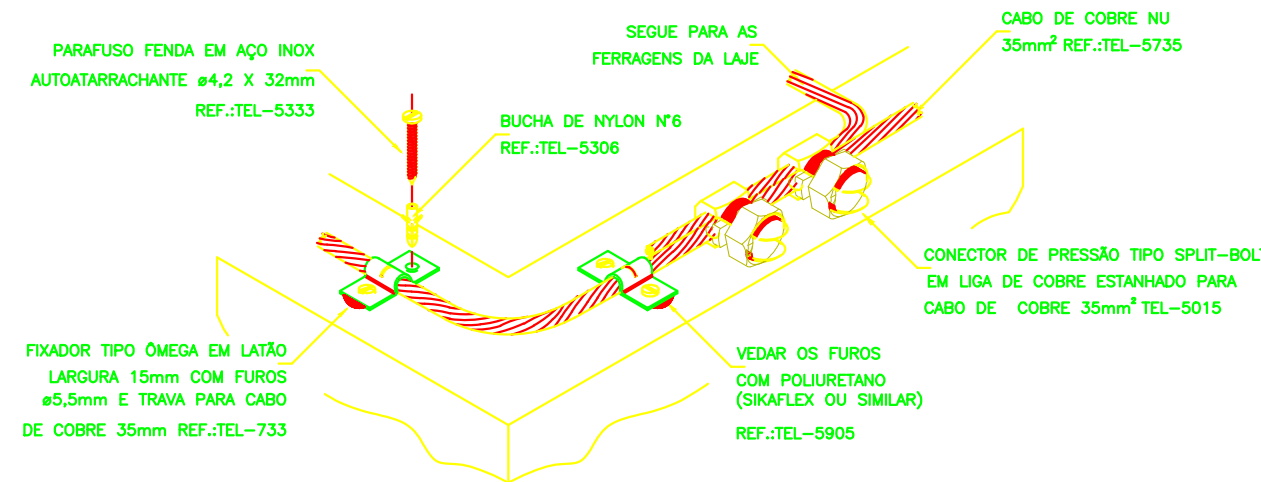 PARAFUSO FENDA EM AÇO INOX
AUTOATARRACHANTE ø4,2 X 32mm
REF.:TEL-5333
BUCHA DE NYLON N°6
REF.:TEL-5306
SEGUE PARA AS
FERRAGENS DA LAJE
CABO DE COBRE NU
35mm² REF.:TEL-5735
CONECTOR DE PRESSÃO TIPO SPLIT-BOL
EM LIGA DE COBRE ESTANHADO PARA
CABO DE COBRE 35mm² TEL-5015
FIXADOR TIPO ÔMEGA EM LATÃO
LARGURA 15mm COM FUROS
ø5,5mm E TRAVA PARA CABO
DE COBRE 35mm REF.:TEL-733
VEDAR OS FUROS
COM POLIURETANO
(SIKAFLEX OU SIMILAR)
REF.:TEL-5905